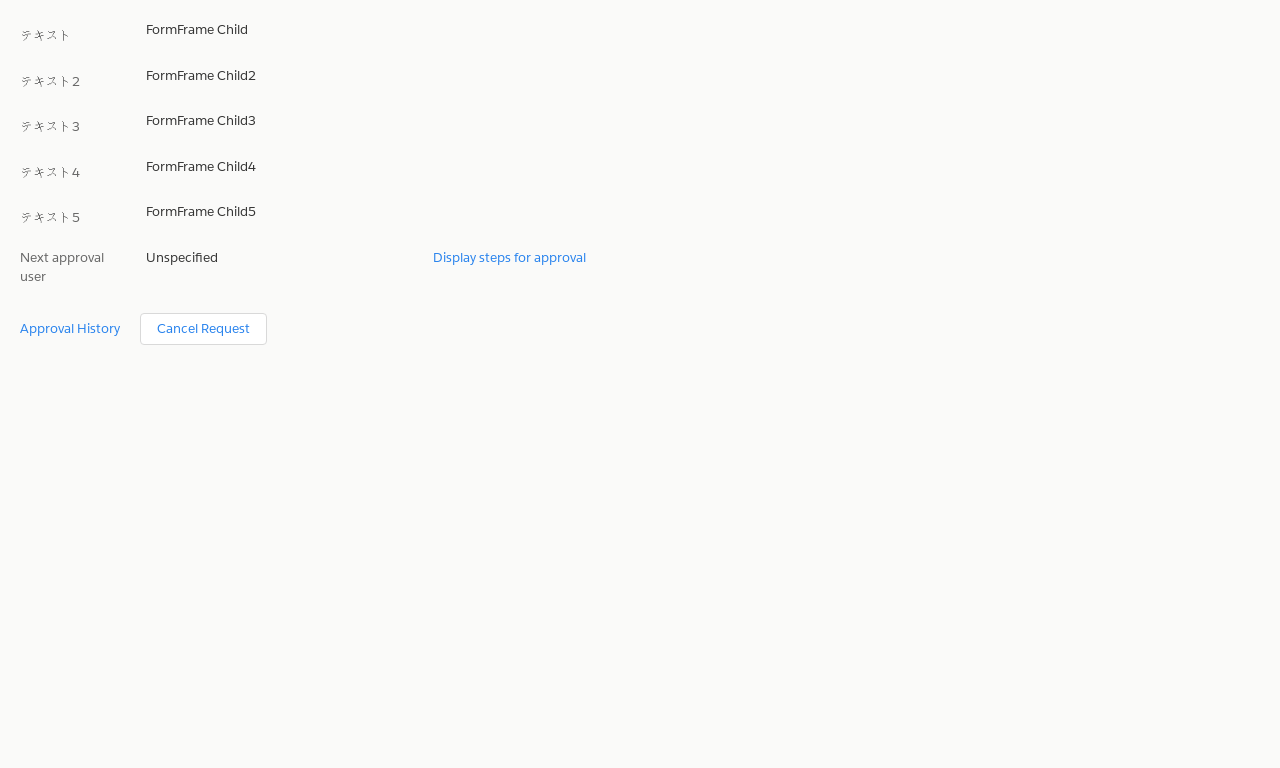 テキスト FormFrame Child
テキスト2 FormFrame Child2
テキスト3 FormFrame Child3
テキスト4 FormFrame Child4
テキスト5 FormFrame Child5
Next approval user Unspecified Display steps for approval
Approval History Cancel Request